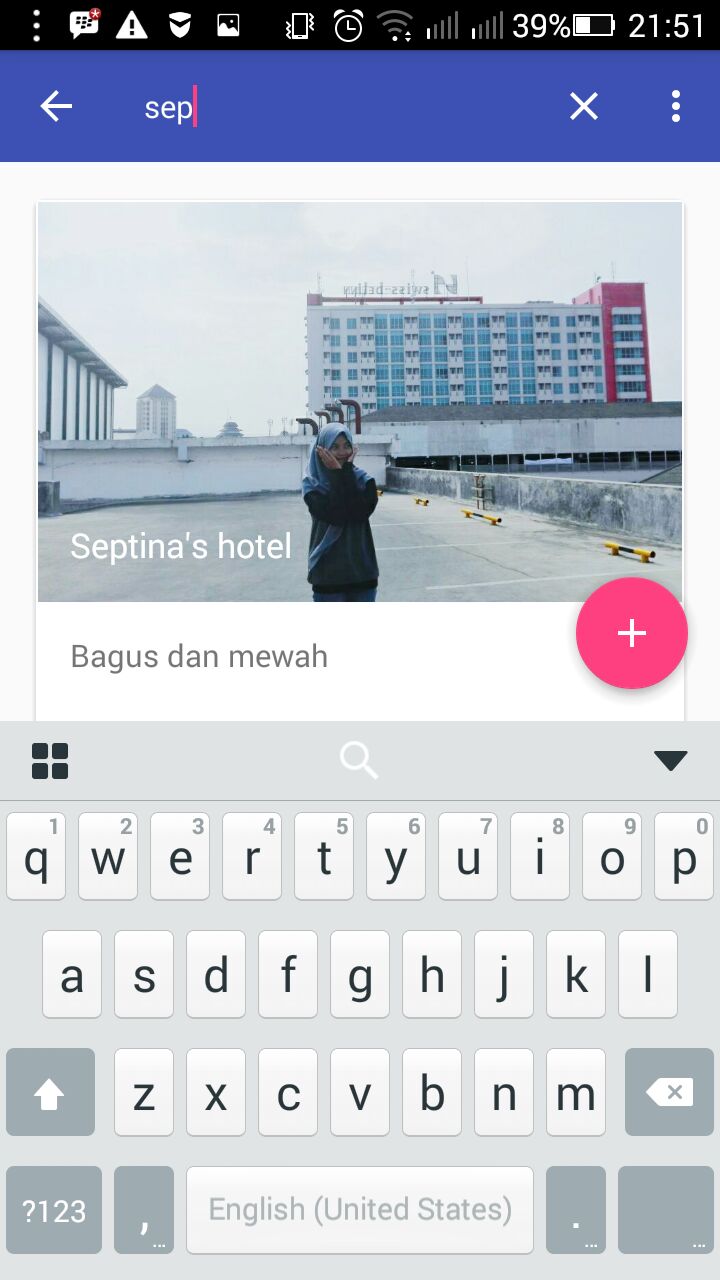 39% 21:51
sep
swiss-belinn
Septina's hotel
Bagus dan mewah
1 2 3 4 5 6 7 8 9 0
q w e r t y u i o p
a s d f g h j k l
z x c v b n m
?123 , ... English (United States) . ... ...